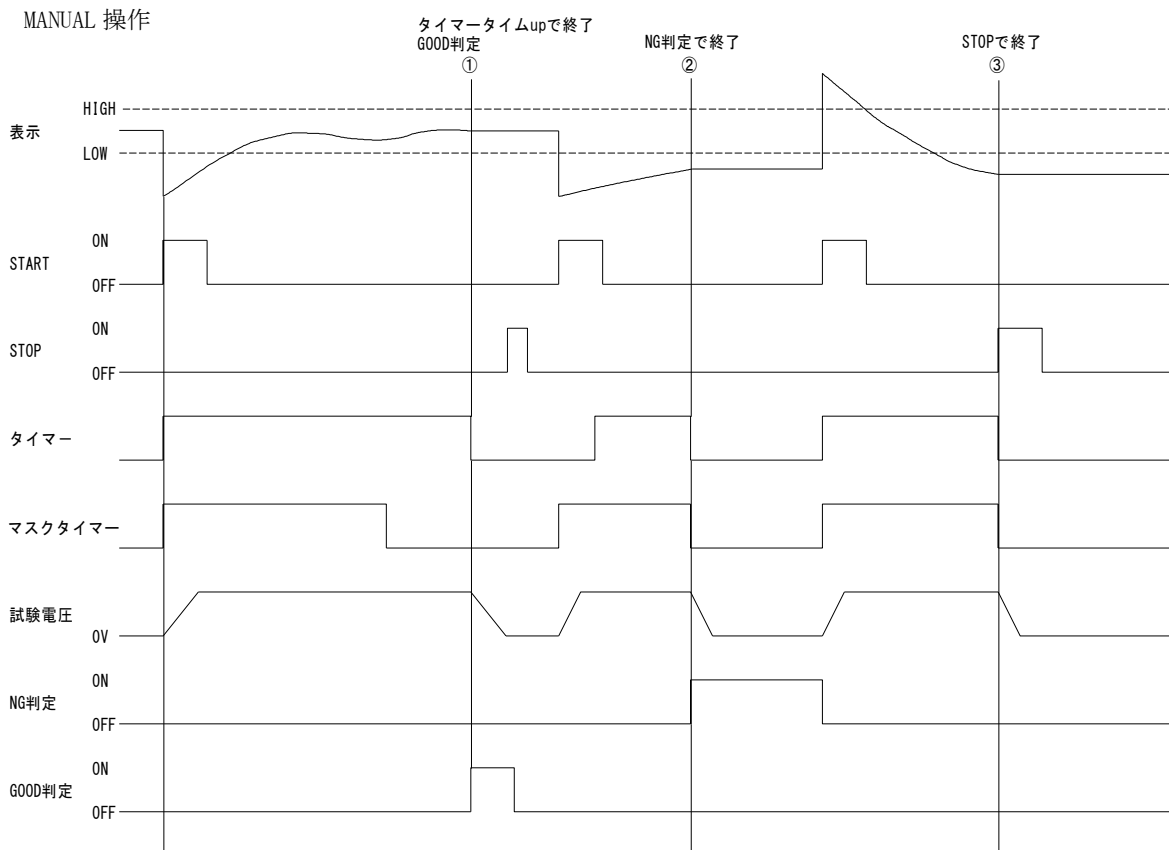 MANUAL 操作
タイマータイムupで終了
GOOD判定
①
NG判定で終了
②
STOPで終了
③
HIGH
表示
LOW
ON
START
OFF
ON
STOP
OFF
タイマー
マスクタイマー
試験電圧
0V
ON
NG判定
OFF
ON
GOOD判定
OFF